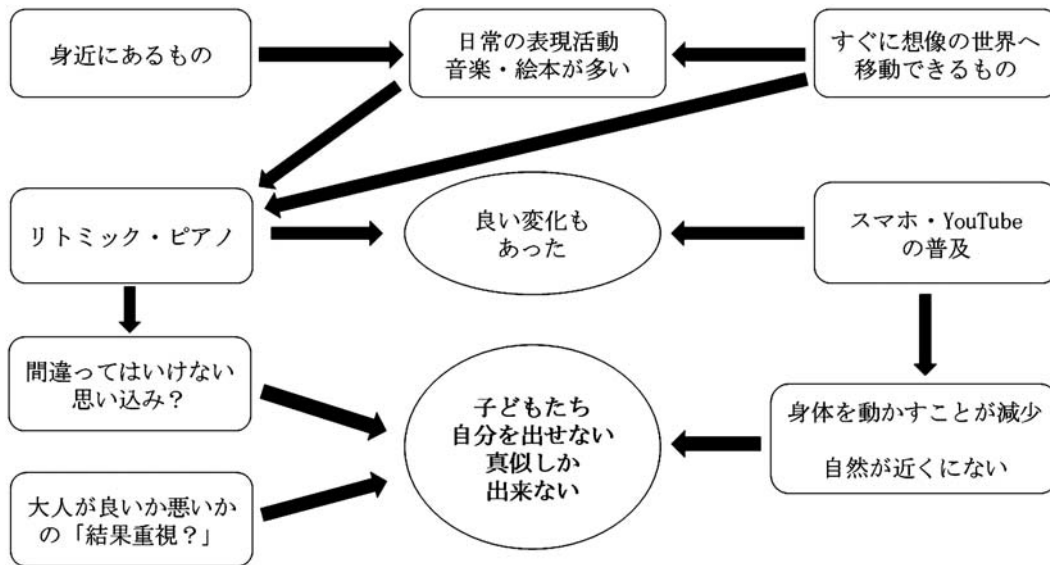 身近にあるもの
日常の表現活動
音楽・絵本が多い
すぐに想像の世界へ
移動できるもの
リトミック・ピアノ
良い変化も
あった
スマホ・YouTube
の普及
間違ってはいけない
思い込み？
子どもたち
自分を出せない
真似しか
出来ない
身体を動かすことが減少
自然が近くにない
大人が良いか悪いか
の「結果重視？」